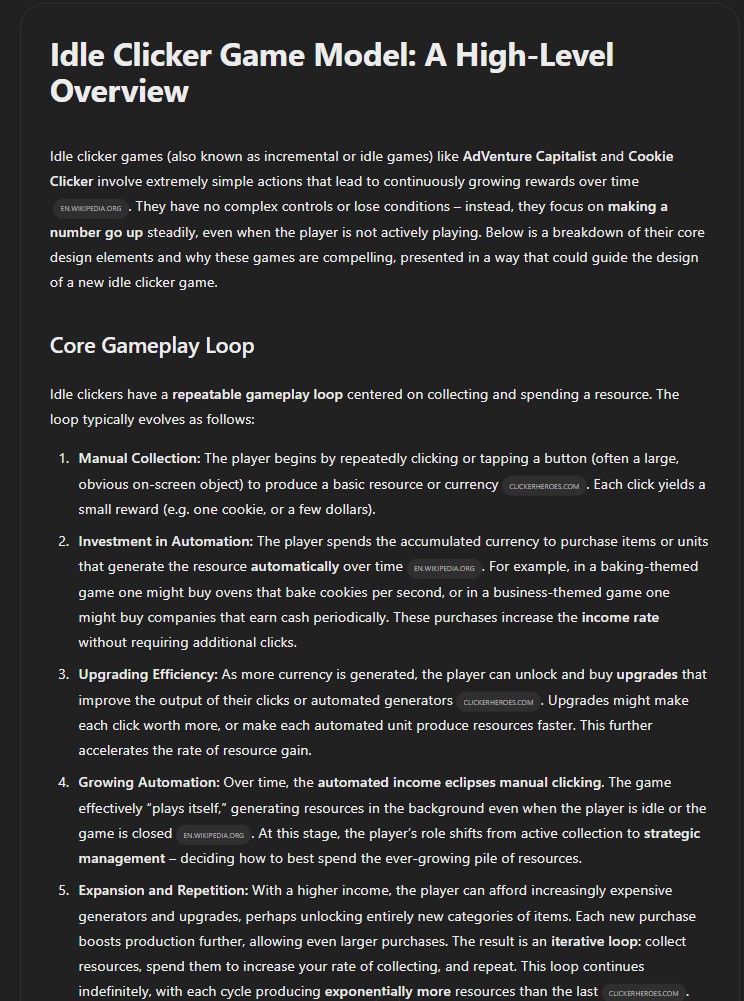 Idle Clicker Game Model: A High-Level
Overview
Idle clicker games (also known as incremental or idle games) like AdVenture Capitalist and Cookie
Clicker involve extremely simple actions that lead to continuously growing rewards over time
EN.WIKIPEDIA.ORG . They have no complex controls or lose conditions – instead, they focus on making a
number go up steadily, even when the player is not actively playing. Below is a breakdown of their core
design elements and why these games are compelling, presented in a way that could guide the design
of a new idle clicker game.
Core Gameplay Loop
Idle clickers have a repeatable gameplay loop centered on collecting and spending a resource. The
loop typically evolves as follows:
1. Manual Collection: The player begins by repeatedly clicking or tapping a button (often a large,
obvious on-screen object) to produce a basic resource or currency CLICKERHEROES.COM . Each click yields a
small reward (e.g. one cookie, or a few dollars).
2. Investment in Automation: The player spends the accumulated currency to purchase items or units
that generate the resource automatically over time EN.WIKIPEDIA.ORG . For example, in a baking-themed
game one might buy ovens that bake cookies per second, or in a business-themed game one
might buy companies that earn cash periodically. These purchases increase the income rate
without requiring additional clicks.
3. Upgrading Efficiency: As more currency is generated, the player can unlock and buy upgrades that
improve the output of their clicks or automated generators CLICKERHEROES.COM . Upgrades might make
each click worth more, or make each automated unit produce resources faster. This further
accelerates the rate of resource gain.
4. Growing Automation: Over time, the automated income eclipses manual clicking. The game
effectively “plays itself,” generating resources in the background even when the player is idle or the
game is closed EN.WIKIPEDIA.ORG . At this stage, the player’s role shifts from active collection to strategic
management – deciding how to best spend the ever-growing pile of resources.
5. Expansion and Repetition: With a higher income, the player can afford increasingly expensive
generators and upgrades, perhaps unlocking entirely new categories of items. Each new purchase
boosts production further, allowing even larger purchases. The result is an iterative loop: collect
resources, spend them to increase your rate of collecting, and repeat. This loop continues
indefinitely, with each cycle producing exponentially more resources than the last CLICKERHEROES.COM .